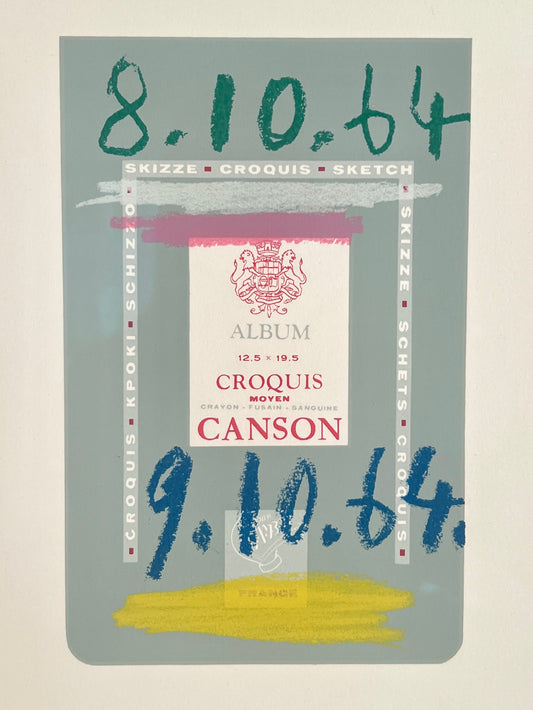 8.10.64
SKIZZE ▪ CROQUIS ▪ SKETCH
SKIZZE ▪ SCHETS ▪ CROQUIS ▪
▪ CROQUIS ▪ KPOKI ▪ SCHIZZO ▪
ALBUM
12.5 × 19.5
CROQUIS
MOYEN
CRAYON - FUSAIN - SANGUINE
CANSON
9.10.64.
FRANCE